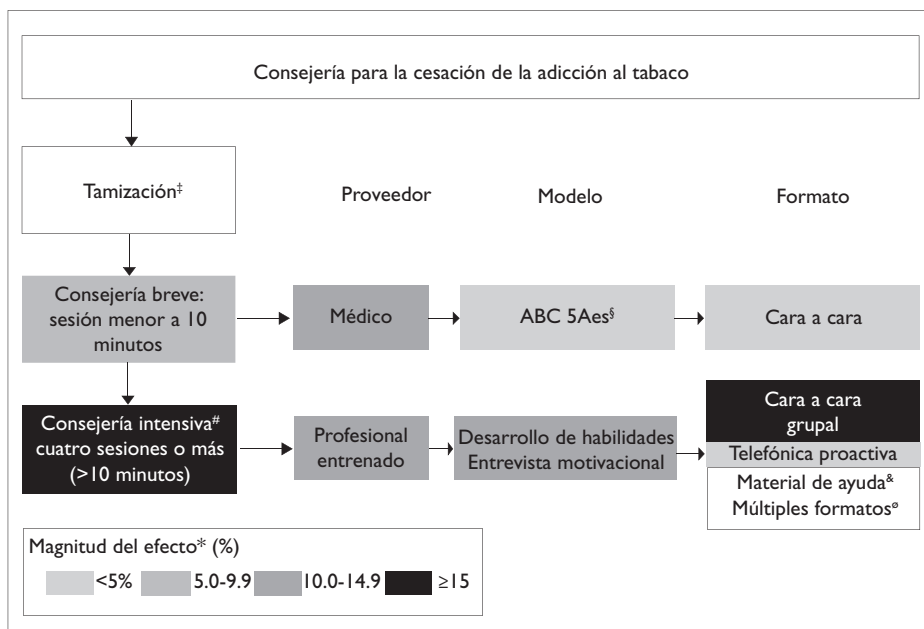 Consejería para la cesación de la adicción al tabaco
Tamización‡
Proveedor
Modelo
Formato
Consejería breve:
sesión menor a 10
minutos
Médico
ABC 5Aes§
Cara a cara
Consejería intensiva#
cuatro sesiones o más
(>10 minutos)
Profesional
entrenado
Desarrollo de habilidades
Entrevista motivacional
Cara a cara
grupal
Telefónica proactiva
Material de ayuda&
Múltiples formatosø
Magnitud del efecto* (%)
<5% 5.0-9.9 10.0-14.9 ≥15